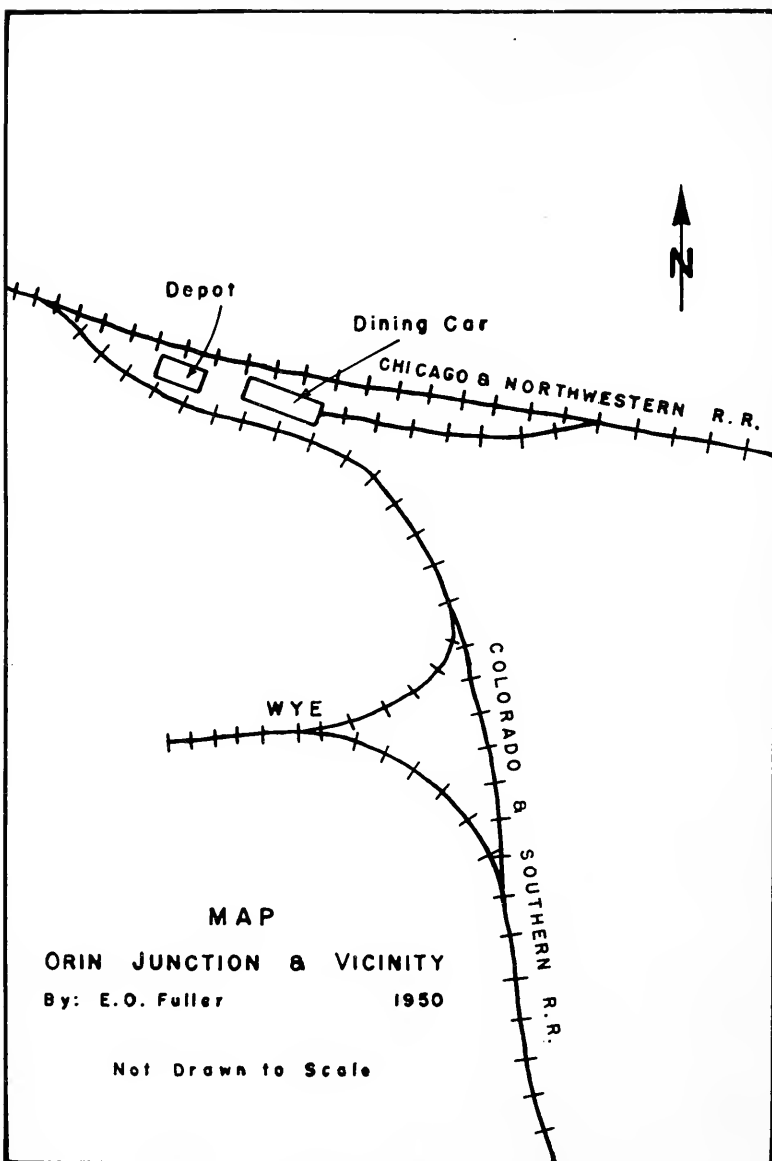 N
Depot
Dining Car
CHICAGO & NORTHWESTERN R.R.
WYE
COLORADO & SOUTHERN R.R.
MAP
ORIN JUNCTION & VICINITY
By: E.O. Fuller 1950
Not Drawn to Scale